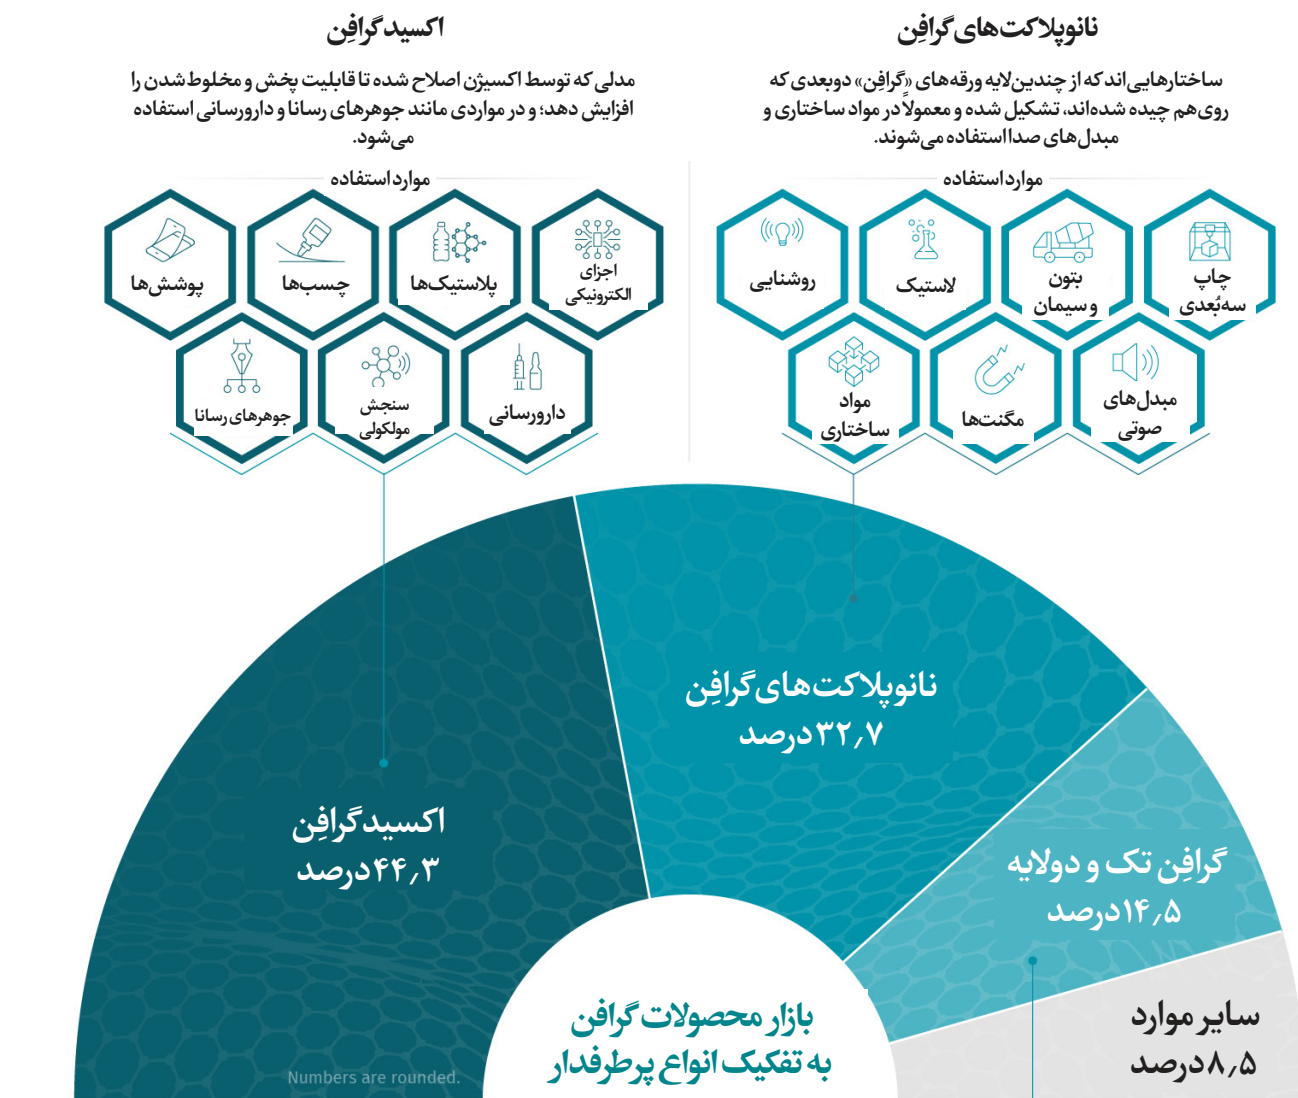 نانوپلاکت‌های گرافِن
ساختارهایی‌اند که از چندین لایه ورقه‌های «گرافِن» دوبعدی که
روی هم چیده شده‌اند، تشکیل شده و معمولاً در مواد ساختاری و
مبدل‌های صدا استفاده می‌شوند.
موارد استفاده
چاپ
سه‌بُعدی
بتون
و سیمان
لاستیک
روشنایی
مبدل‌های
صوتی
مگنت‌ها
مواد
ساختاری
اکسید گرافِن
مدلی که توسط اکسیژن اصلاح شده تا قابلیت پخش و مخلوط شدن را
افزایش دهد؛ و در مواردی مانند جوهرهای رسانا و دارورسانی استفاده
می‌شود.
موارد استفاده
اجزای
الکترونیکی
پلاستیک‌ها
چسب‌ها
پوشش‌ها
دارورسانی
سنجش
مولکولی
جوهرهای رسانا
نانوپلاکت‌های گرافِن
۳۲٫۷ درصد
اکسید گرافِن
۴۴٫۳ درصد
گرافِن تک و دولایه
۱۴٫۵ درصد
سایر موارد
۸٫۵ درصد
بازار محصولات گرافن
به تفکیک انواع پرطرفدار
Numbers are rounded.